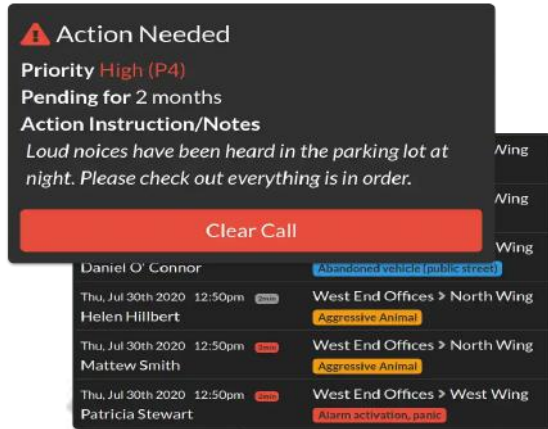 Action Needed
Priority High (P4)
Pending for 2 months
Action Instruction/Notes
Loud noices have been heard in the parking lot at
night. Please check out everything is in order.
Clear Call
Wing
Wing
Wing
Daniel O' Connor Abandoned vehicle (public street)
Thu, Jul 30th 2020 12:50pm 2min West End Offices > North Wing
Helen Hillbert Aggressive Animal
Thu, Jul 30th 2020 12:50pm 2min West End Offices > North Wing
Mattew Smith Aggressive Animal
Thu, Jul 30th 2020 12:50pm 2min West End Offices > West Wing
Patricia Stewart Alarm activation, panic